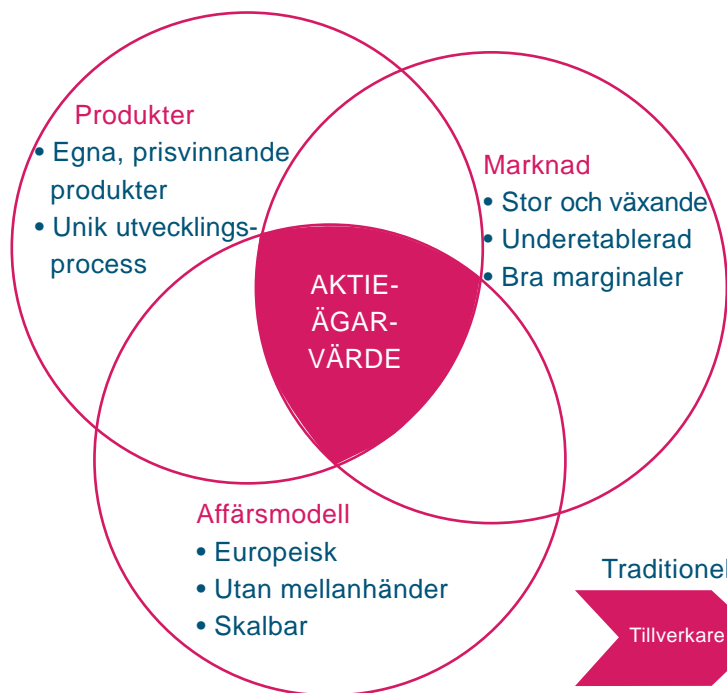 Produkter
• Egna, prisvinnande
produkter
• Unik utvecklings-
process
Marknad
• Stor och växande
• Underetablerad
• Bra marginaler
AKTIE-
ÄGAR-
VÄRDE
Affärsmodell
• Europeisk
• Utan mellanhänder
• Skalbar
Traditionel
Tillverkare